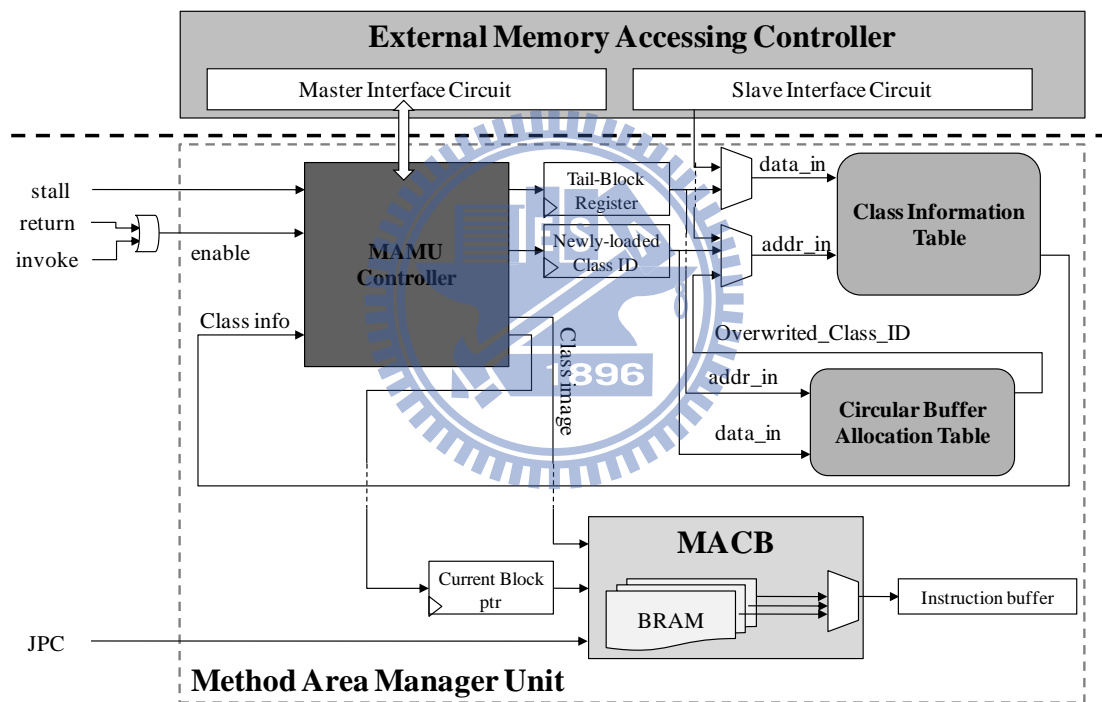 External Memory Accessing Controller
Master Interface Circuit
Slave Interface Circuit
stall
return
invoke
enable
Class info
MAMU
Controller
Tail-Block
Register
Newly-loaded
Class ID
data_in
addr_in
Class Information
Table
Overwrited_Class_ID
addr_in
data_in
Circular Buffer
Allocation Table
Class image
1896
MACB
BRAM
Current Block
ptr
Instruction buffer
JPC
Method Area Manager Unit